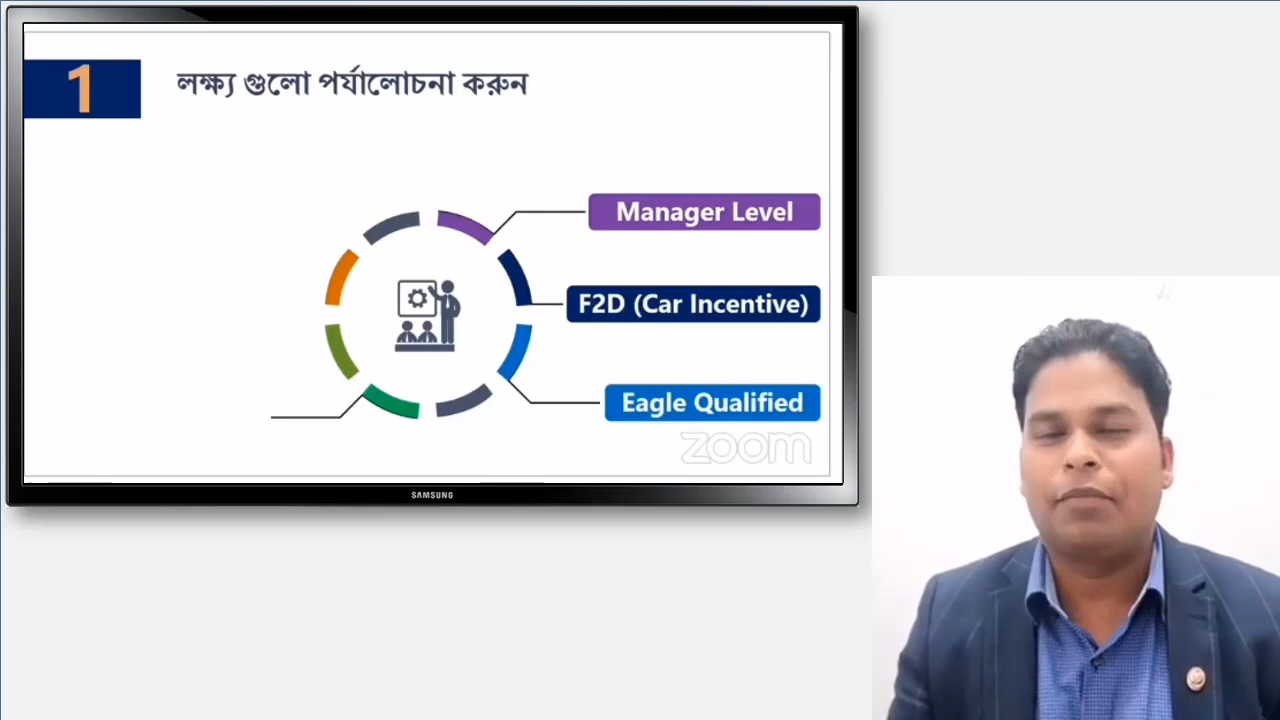 1
লক্ষ্য গুলো পর্যালোচনা করুন
Manager Level
F2D (Car Incentive)
Eagle Qualified
zoom
SAMSUNG